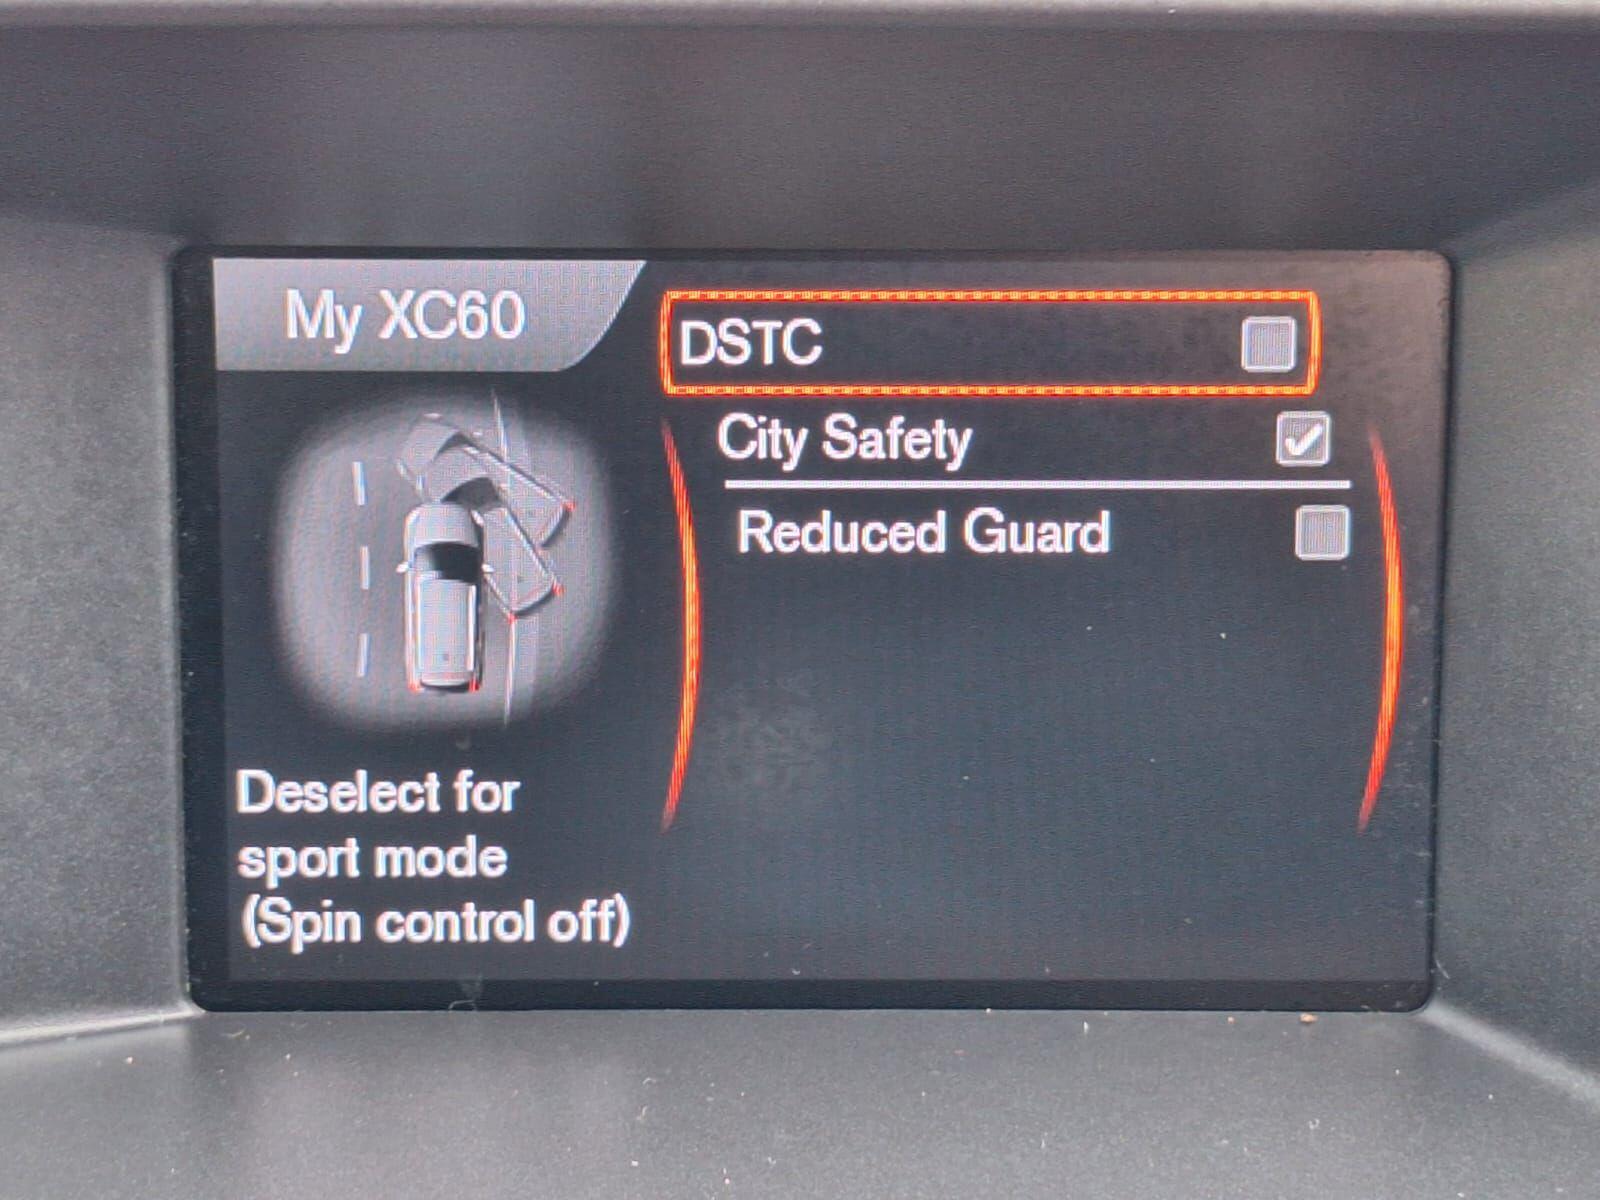 My XC60
DSTC
City Safety
Reduced Guard
Deselect for
sport mode
(Spin control off)